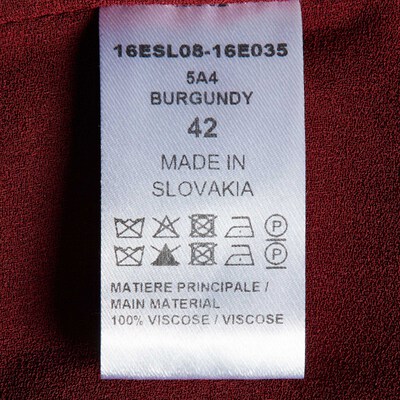 16ESL08-16E035
5A4
BURGUNDY
42
MADE IN
SLOVAKIA
P
P
MATIERE PRINCIPALE /
MAIN MATERIAL
100% VISCOSE / VISCOSE